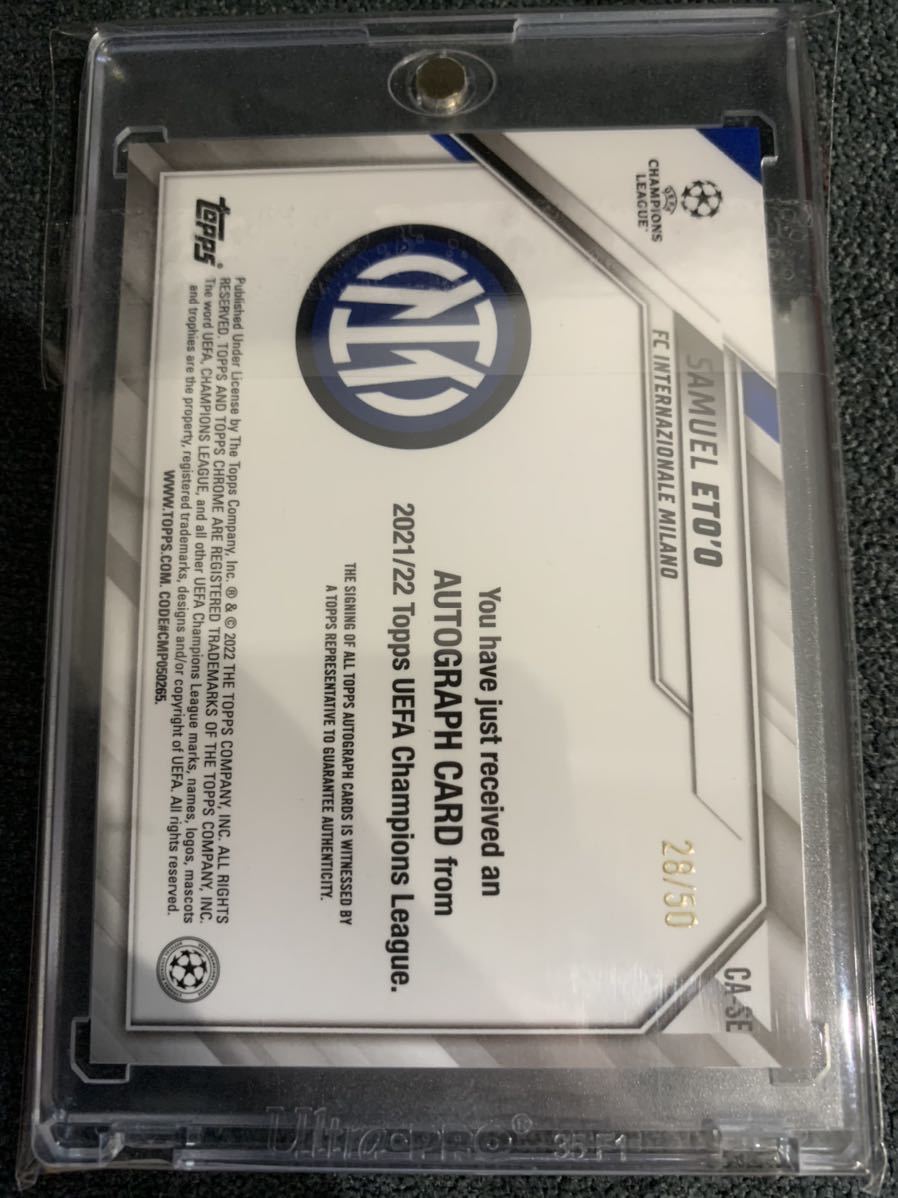 CHAMPIONS
LEAGUE®
SAMUEL ETO'O
FC INTERNAZIONALE MILANO
28/50
CA-SE
You have just received an
AUTOGRAPH CARD from
2021/22 Topps UEFA Champions League.
THE SIGNING OF ALL TOPPS AUTOGRAPH CARDS IS WITNESSED BY
A TOPPS REPRESENTATIVE TO GUARANTEE AUTHENTICITY.
topps®
Published Under License by The Topps Company, Inc. ® & © 2022 THE TOPPS COMPANY, INC. ALL RIGHTS
RESERVED. TOPPS AND TOPPS CHROME ARE REGISTERED TRADEMARKS OF THE TOPPS COMPANY, INC.
The word UEFA, CHAMPIONS LEAGUE, and all other UEFA Champions League marks, names, logos, mascots
and trophies are the property, registered trademarks, designs and/or copyright of UEFA. All rights reserved.
WWW.TOPPS.COM. CODE#CMP050265.
Ultra PRO®